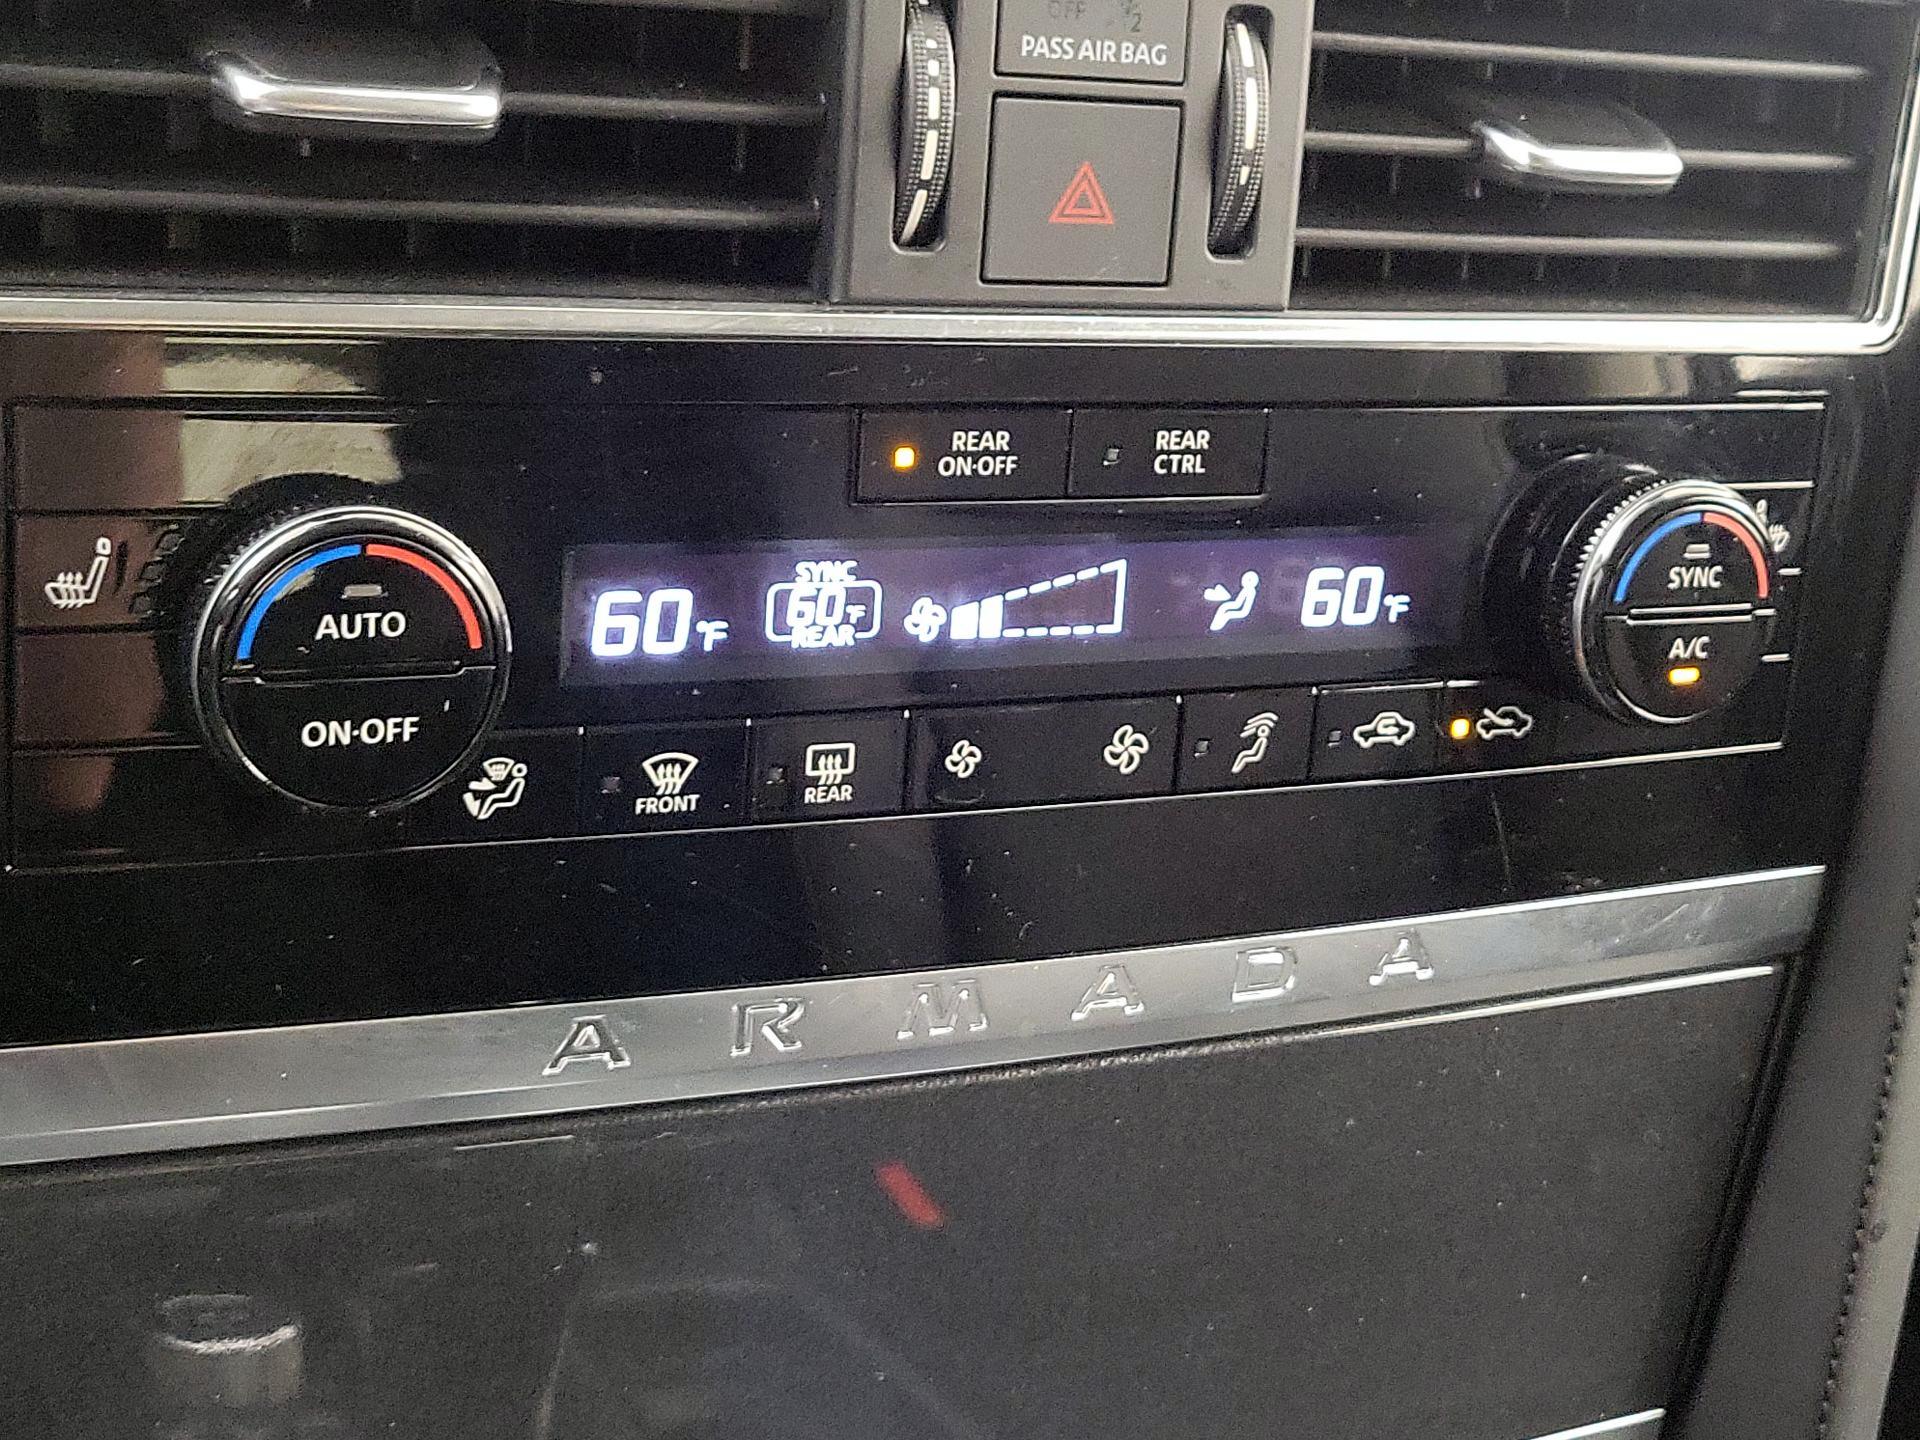 OFF
PASS AIR BAG
REAR
ON·OFF
REAR
CTRL
AUTO
ON·OFF
60°F
SYNC
60°F
REAR
60°F
SYNC
A/C
FRONT
REAR
ARMADA